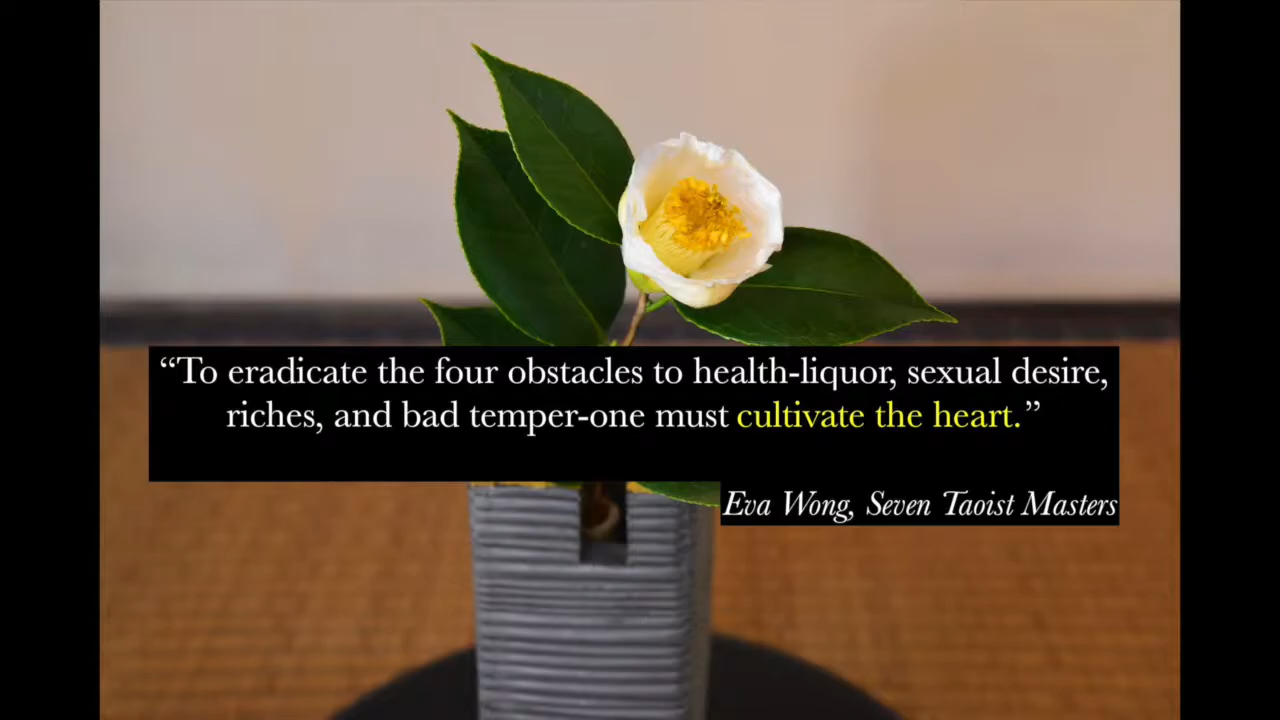 “To eradicate the four obstacles to health-liquor, sexual desire,
riches, and bad temper-one must cultivate the heart.”
Eva Wong, Seven Taoist Masters